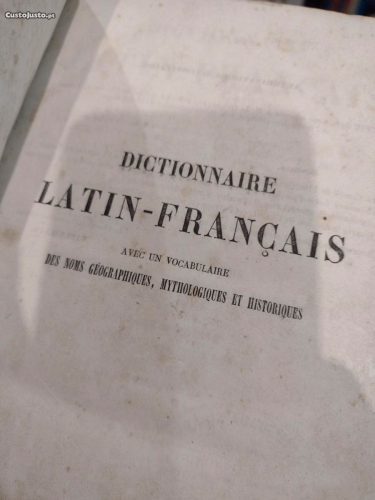 CustoJusto.pt
DICTIONNAIRE
LATIN-FRANÇAIS
AVEC UN VOCABULAIRE
DES NOMS GÉOGRAPHIQUES, MYTHOLOGIQUES ET HISTORIQUES